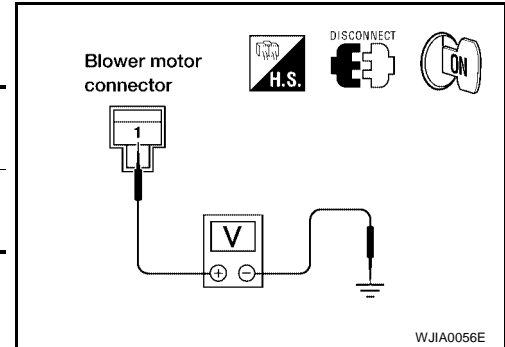 DISCONNECT
Blower motor
connector
H.S.
ON
1
V
+ −
WJIA0056E